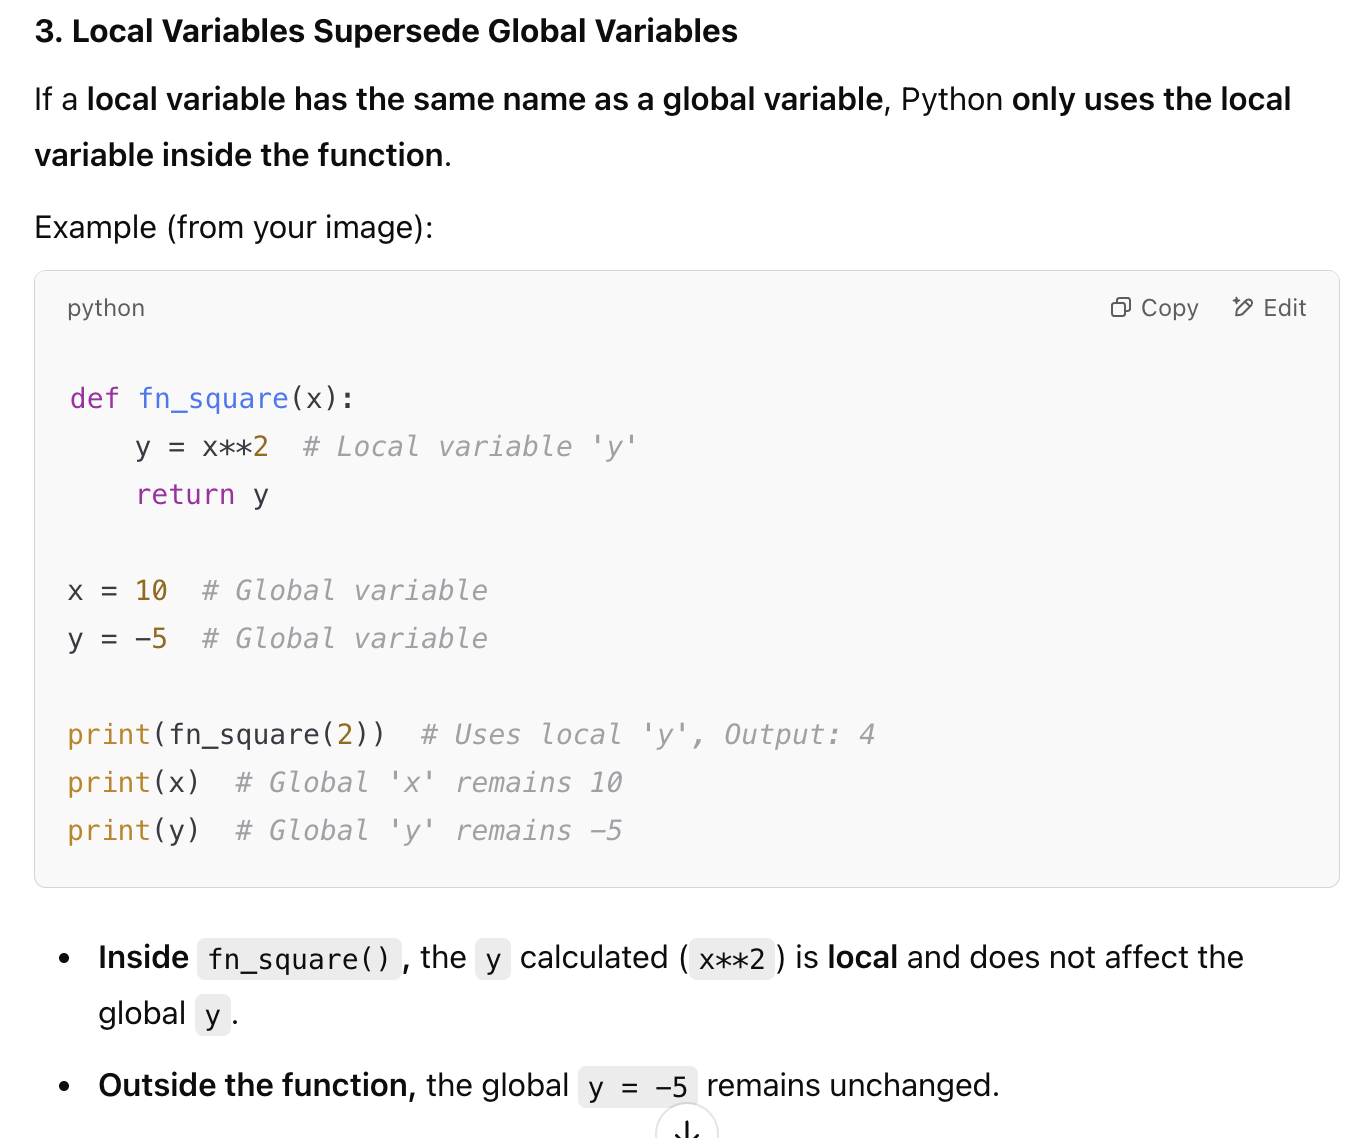 3. Local Variables Supersede Global Variables
If a local variable has the same name as a global variable, Python only uses the local
variable inside the function.
Example (from your image):
python
Copy
Edit
def fn_square(x):
    y = x**2  # Local variable 'y'
    return y
x = 10  # Global variable
y = -5  # Global variable
print(fn_square(2))  # Uses local 'y', Output: 4
print(x)  # Global 'x' remains 10
print(y)  # Global 'y' remains -5
• Inside fn_square(), the y calculated (x**2) is local and does not affect the
global y.
• Outside the function, the global y = -5 remains unchanged.